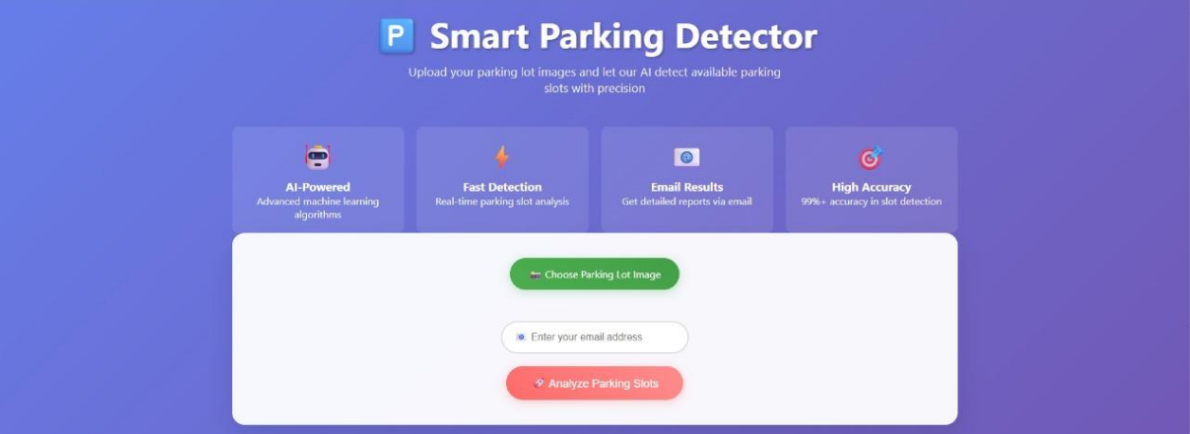 P Smart Parking Detector
Upload your parking lot images and let our AI detect available parking
slots with precision
AI-Powered
Advanced machine learning
algorithms
Fast Detection
Real-time parking slot analysis
Email Results
Get detailed reports via email
High Accuracy
99%+ accuracy in slot detection
Choose Parking Lot Image
Enter your email address
Analyze Parking Slots